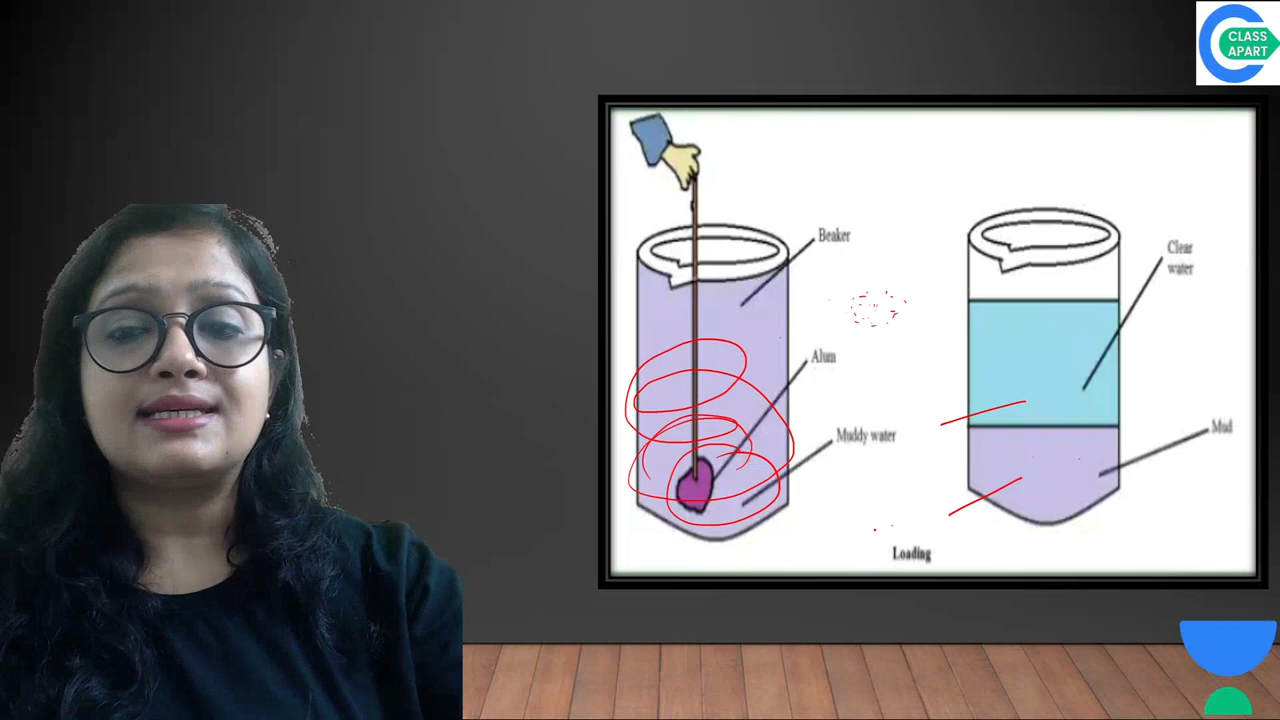 CLASS
APART
Beaker
Clear
water
Alum
Muddy water
Mud
Loading